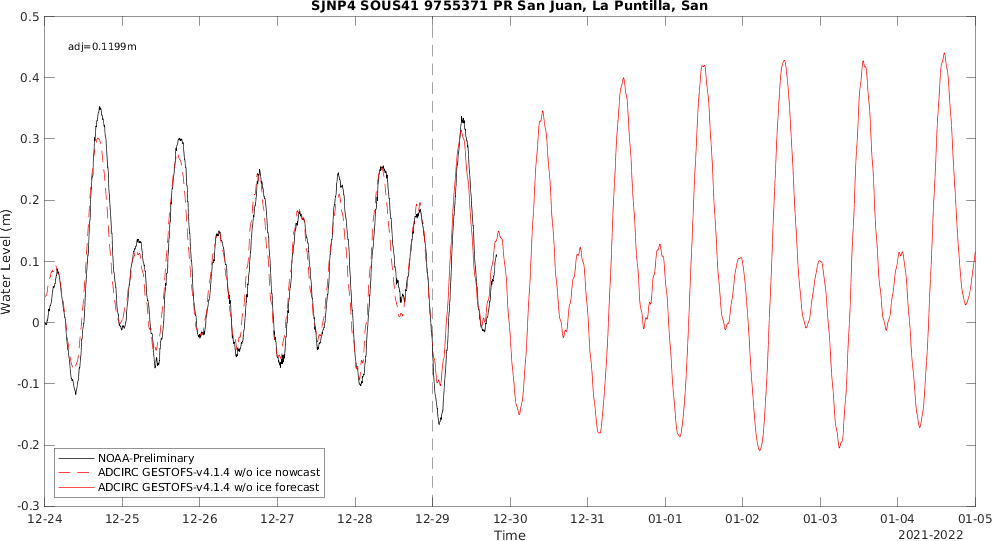 SJNP4 SOUS41 9755371 PR San Juan, La Puntilla, San
adj=0.1199m
0.5
0.4
0.3
0.2
0.1
0
-0.1
-0.2
-0.3
Water Level (m)
NOAA-Preliminary
ADCIRC GESTOFS-v4.1.4 w/o ice nowcast
ADCIRC GESTOFS-v4.1.4 w/o ice forecast
12-24 12-25 12-26 12-27 12-28 12-29 12-30 12-31 01-01 01-02 01-03 01-04 01-05
Time
2021-2022